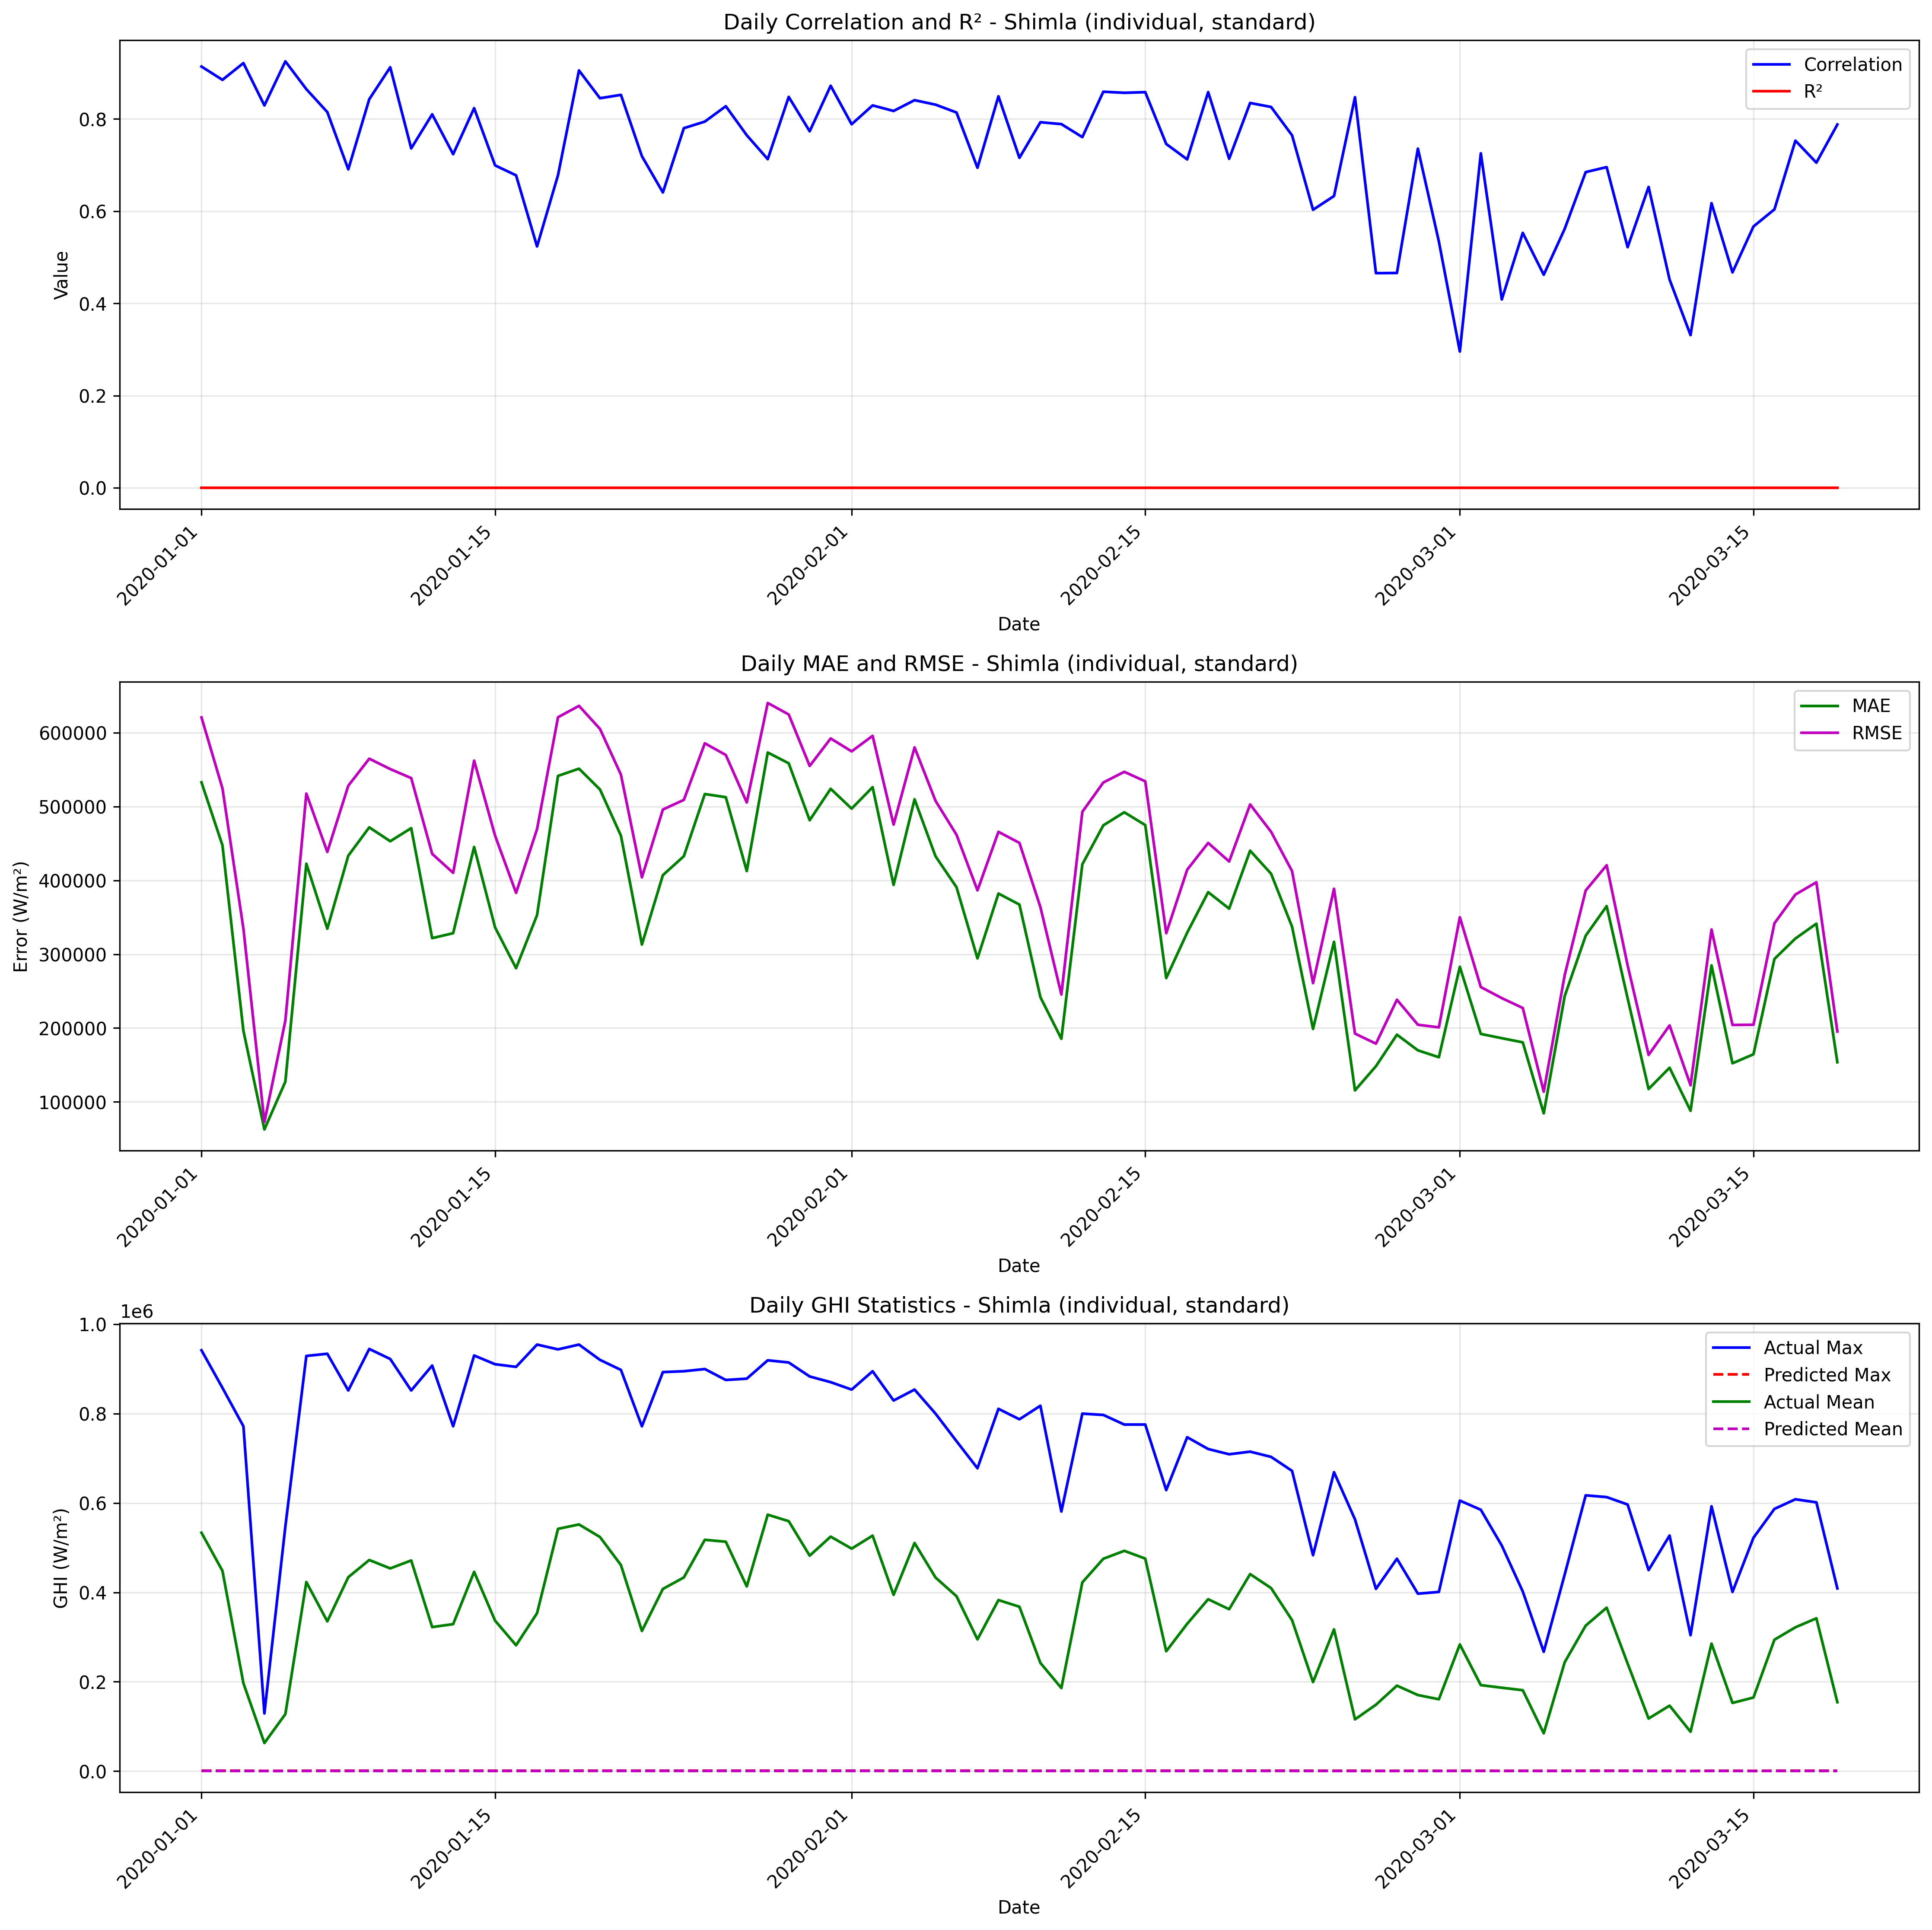 Daily Correlation and R² - Shimla (individual, standard)
Correlation
R²
Value
0.8
0.6
0.4
0.2
0.0
2020-01-01
2020-01-15
2020-02-01
2020-02-15
2020-03-01
2020-03-15
Date
Daily MAE and RMSE - Shimla (individual, standard)
MAE
RMSE
Error (W/m²)
600000
500000
400000
300000
200000
100000
2020-01-01
2020-01-15
2020-02-01
2020-02-15
2020-03-01
2020-03-15
Date
Daily GHI Statistics - Shimla (individual, standard)
1e6
Actual Max
Predicted Max
Actual Mean
Predicted Mean
GHI (W/m²)
1.0
0.8
0.6
0.4
0.2
0.0
2020-01-01
2020-01-15
2020-02-01
2020-02-15
2020-03-01
2020-03-15
Date